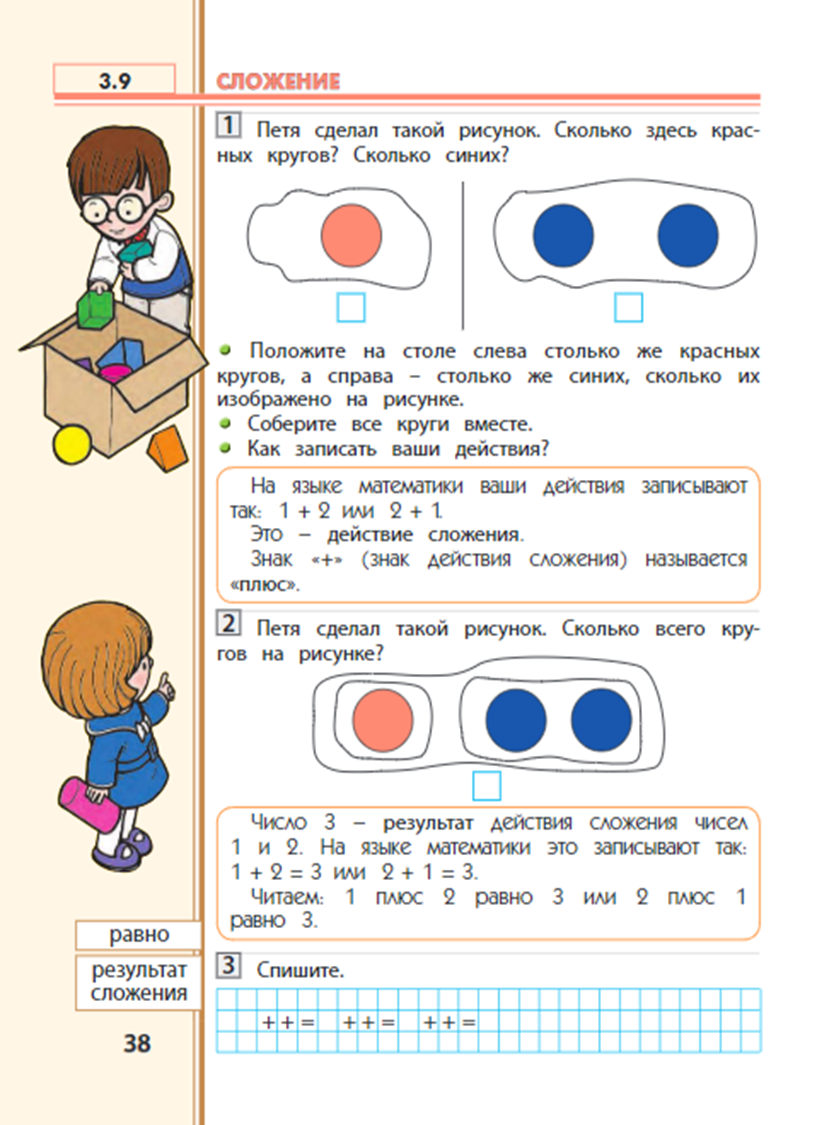 3.9
СЛОЖЕНИЕ
1 Петя сделал такой рисунок. Сколько здесь крас-
ных кругов? Сколько синих?
• Положите на столе слева столько же красных
кругов, а справа – столько же синих, сколько их
изображено на рисунке.
• Соберите все круги вместе.
• Как записать ваши действия?
На языке математики ваши действия записывают
так: 1 + 2 или 2 + 1.
Это – действие сложения.
Знак «+» (знак действия сложения) называется
«плюс».
2 Петя сделал такой рисунок. Сколько всего кру-
гов на рисунке?
Число 3 – результат действия сложения чисел
1 и 2. На языке математики это записывают так:
1 + 2 = 3 или 2 + 1 = 3.
Читаем: 1 плюс 2 равно 3 или 2 плюс 1
равно 3.
равно
результат
сложения
3 Спишите.
+ + = + + = + + =
38